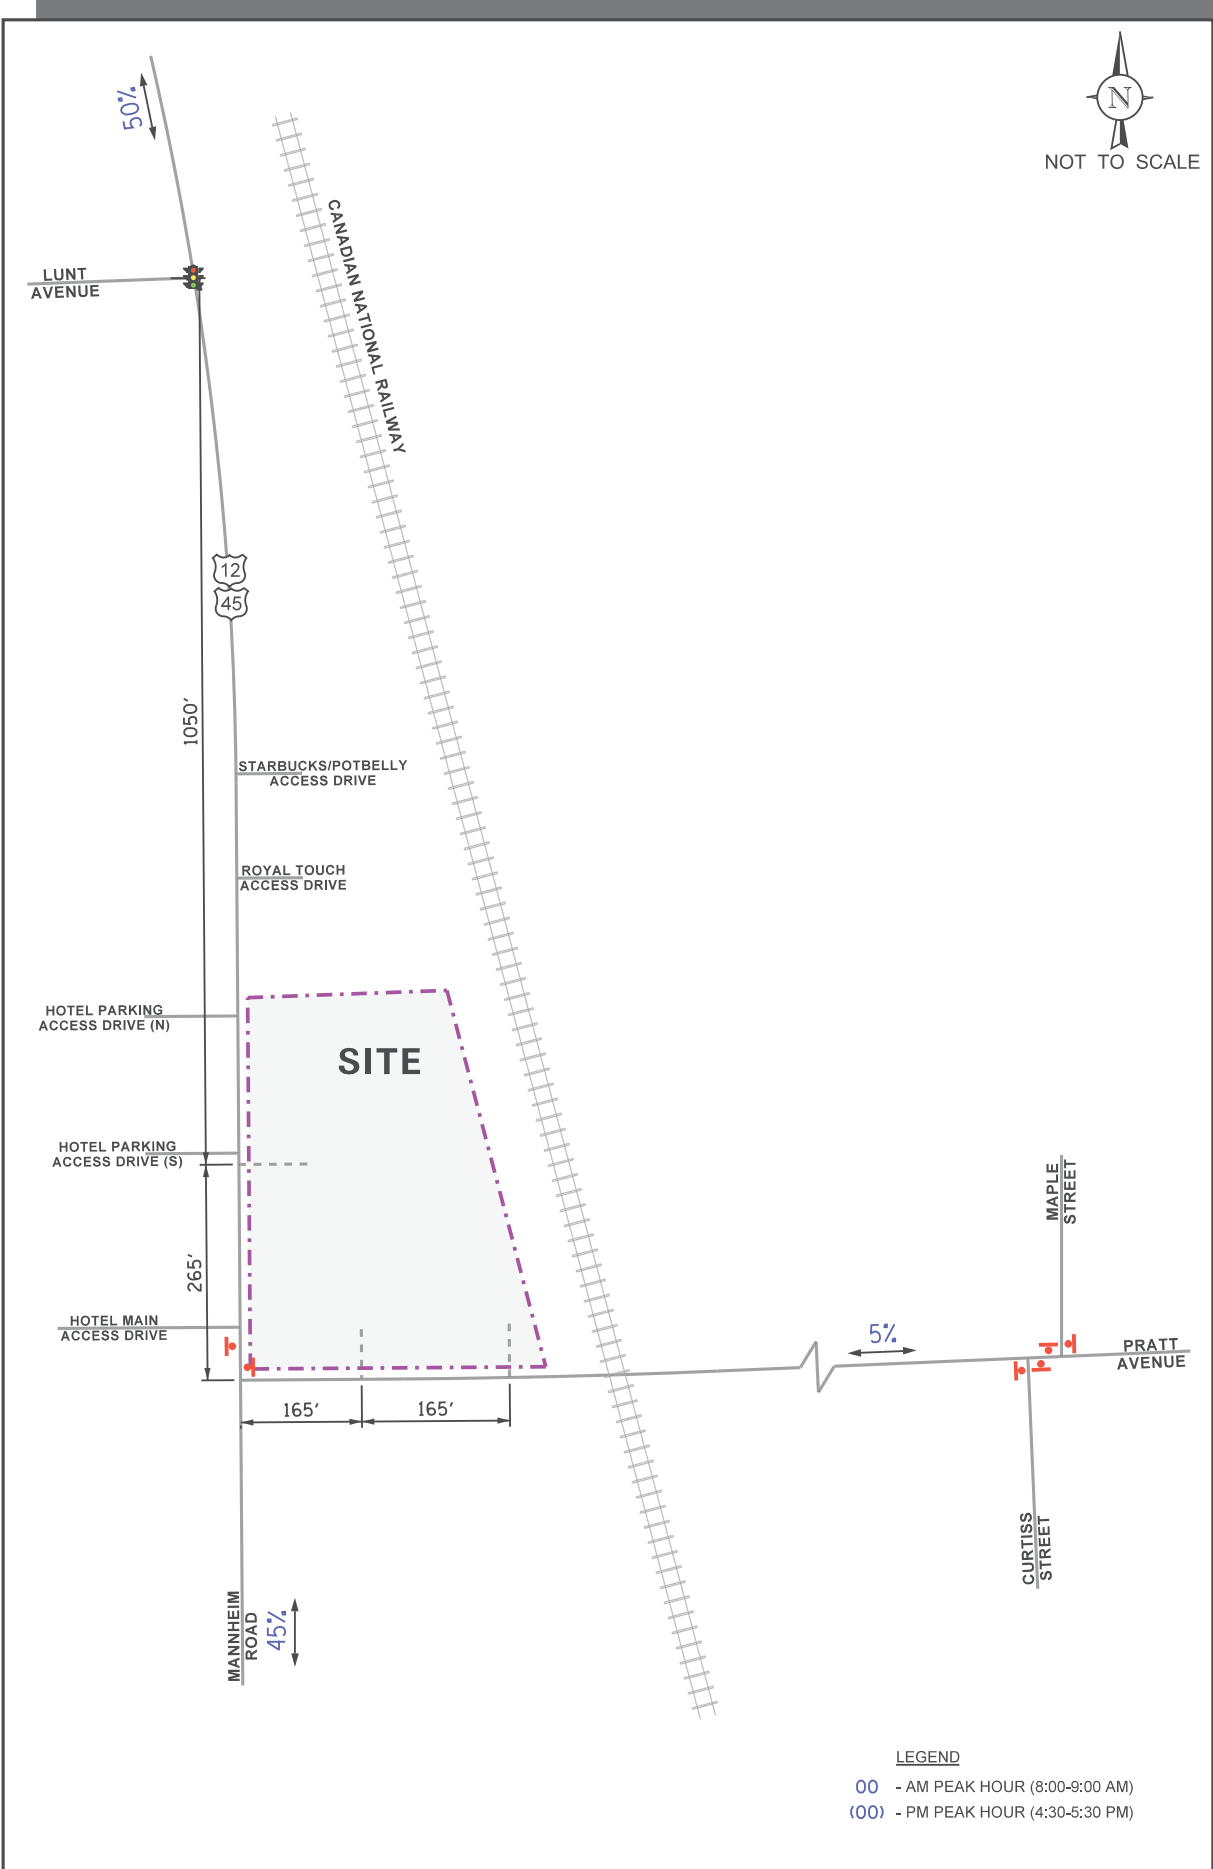 50%
N
NOT TO SCALE
LUNT
AVENUE
CANADIAN NATIONAL RAILWAY
12
45
1050'
STARBUCKS/POTBELLY
ACCESS DRIVE
ROYAL TOUCH
ACCESS DRIVE
HOTEL PARKING
ACCESS DRIVE (N)
SITE
HOTEL PARKING
ACCESS DRIVE (S)
MAPLE
STREET
265'
HOTEL MAIN
ACCESS DRIVE
5%
PRATT
AVENUE
165'
165'
CURTISS
STREET
MANNHEIM
ROAD
45%
LEGEND
00 - AM PEAK HOUR (8:00-9:00 AM)
(00) - PM PEAK HOUR (4:30-5:30 PM)